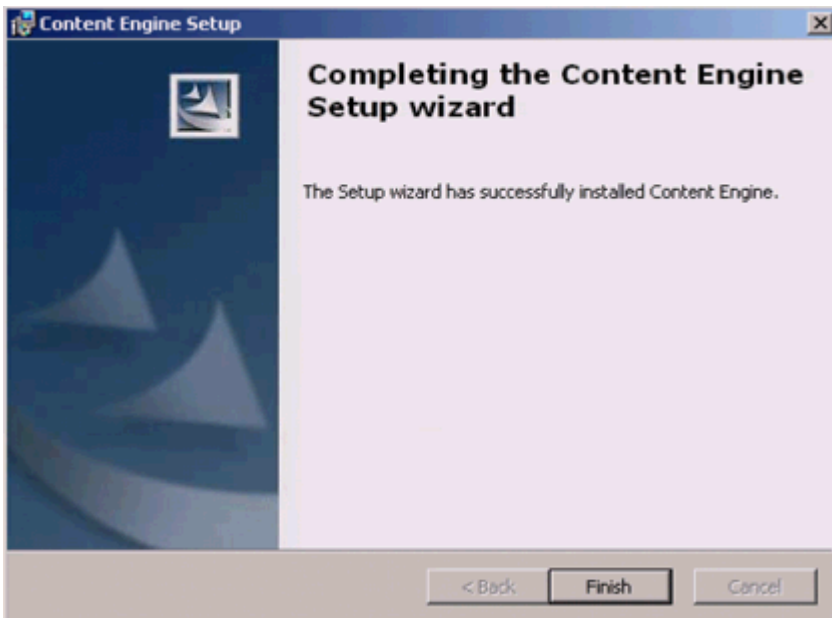 Content Engine Setup
Completing the Content Engine
Setup wizard
The Setup wizard has successfully installed Content Engine.
< Back
Finish
Cancel